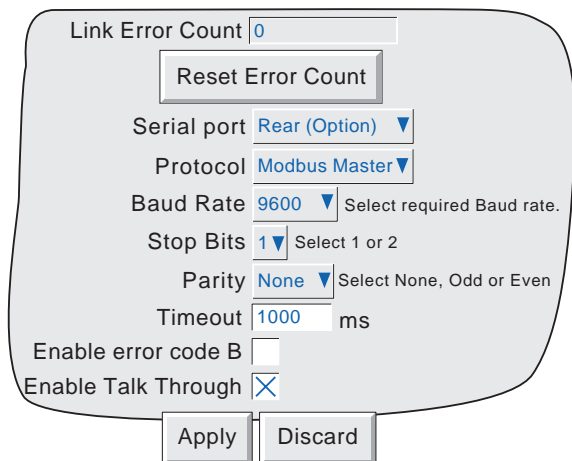 Link Error Count 0
Reset Error Count
Serial port Rear (Option)
Protocol Modbus Master
Baud Rate 9600 Select required Baud rate.
Stop Bits 1 Select 1 or 2
Parity None Select None, Odd or Even
Timeout 1000 ms
Enable error code B
Enable Talk Through
Apply Discard